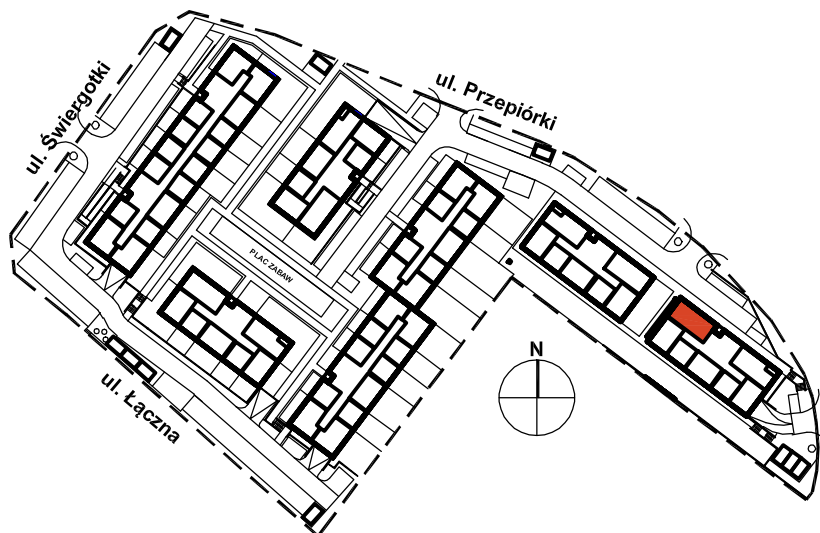 ul. Świergotki
ul. Przepiórki
PLAC ZABAW
N
ul. Łączna